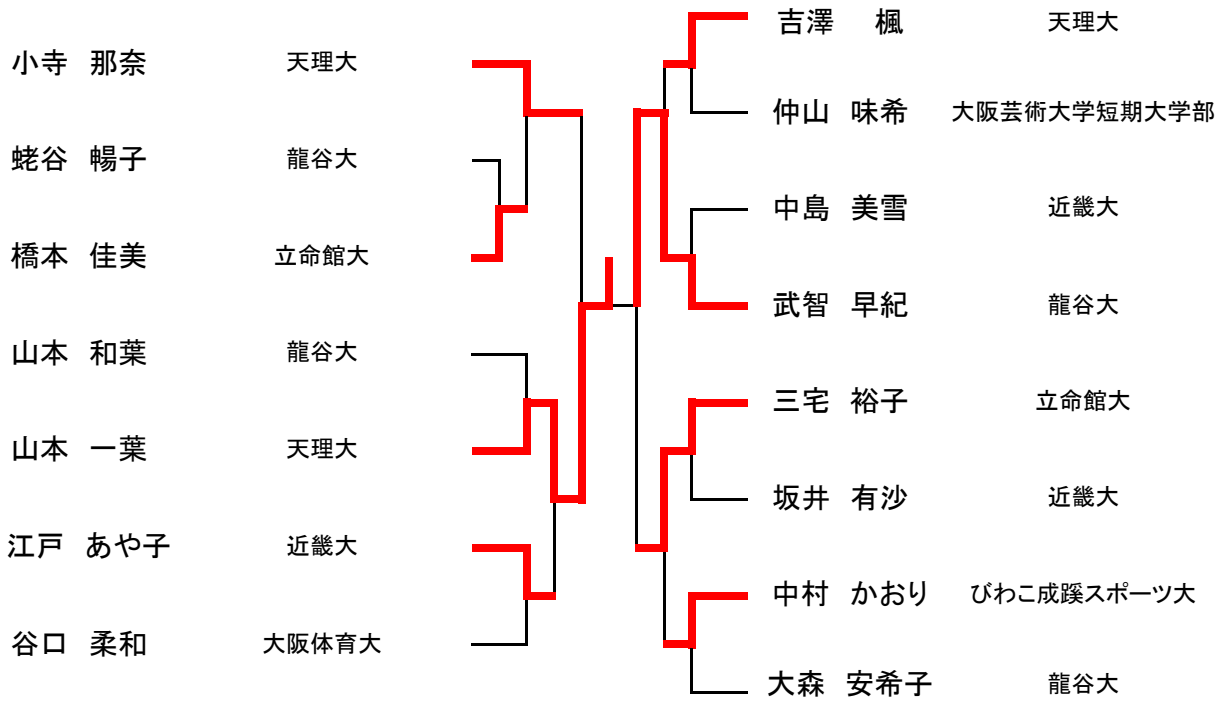 小寺 那奈 天理大
蛯谷 暢子 龍谷大
橋本 佳美 立命館大
山本 和葉 龍谷大
山本 一葉 天理大
江戸 あや子 近畿大
谷口 柔和 大阪体育大
吉澤 楓 天理大
仲山 味希 大阪芸術大学短期大学部
中島 美雪 近畿大
武智 早紀 龍谷大
三宅 裕子 立命館大
坂井 有沙 近畿大
中村 かおり びわこ成蹊スポーツ大
大森 安希子 龍谷大